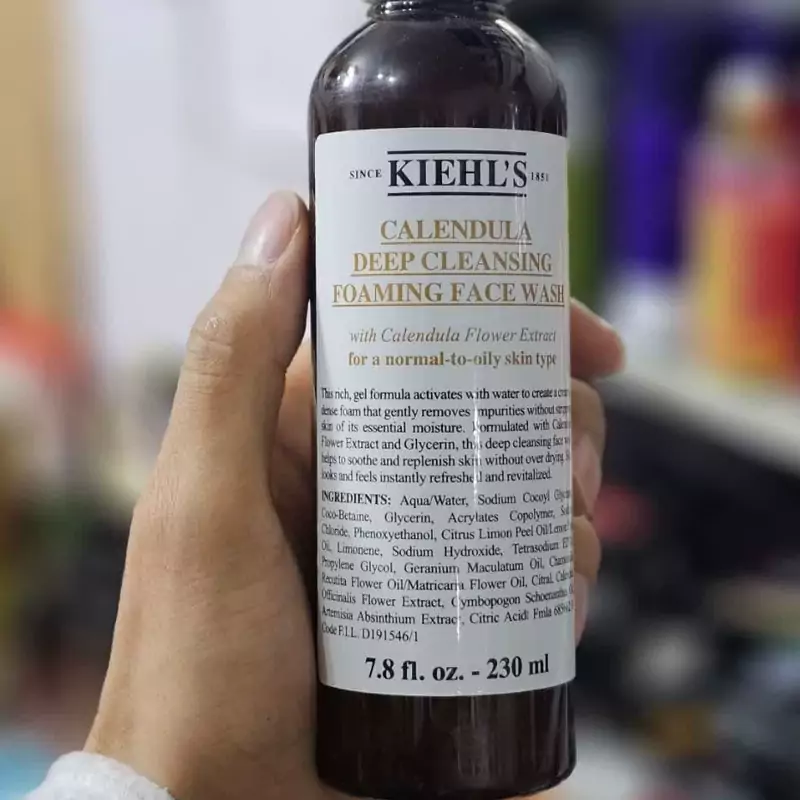 SINCE KIEHL'S 1851
CALENDULA
DEEP CLEANSING
FOAMING FACE WASH
with Calendula Flower Extract
for a normal-to-oily skin type
This rich, gel formula activates with water to create a
dense foam that gently removes impurities without
skin of its essential moisture. Formulated with
Flower Extract and Glycerin, this deep cleansing face
helps to soothe and replenish skin without over drying.
looks and feels instantly refreshed and revitalized.
INGREDIENTS: Aqua/Water, Sodium Cocoyl
Coco-Betaine, Glycerin, Acrylates Copolymer,
Chloride, Phenoxyethanol, Citrus Limon Peel Oil/Lemon
Oil, Limonene, Sodium Hydroxide, Tetrasodium
Propylene Glycol, Geranium Maculatum Oil,
Recutita Flower Oil/Matricaria Flower Oil, Citral,
Officinalis Flower Extract, Cymbopogon Schoenanthus
Artemisia Absinthium Extract, Citric Acid Fmla
Code F.I.L. D191546/1
7.8 fl. oz. - 230 ml